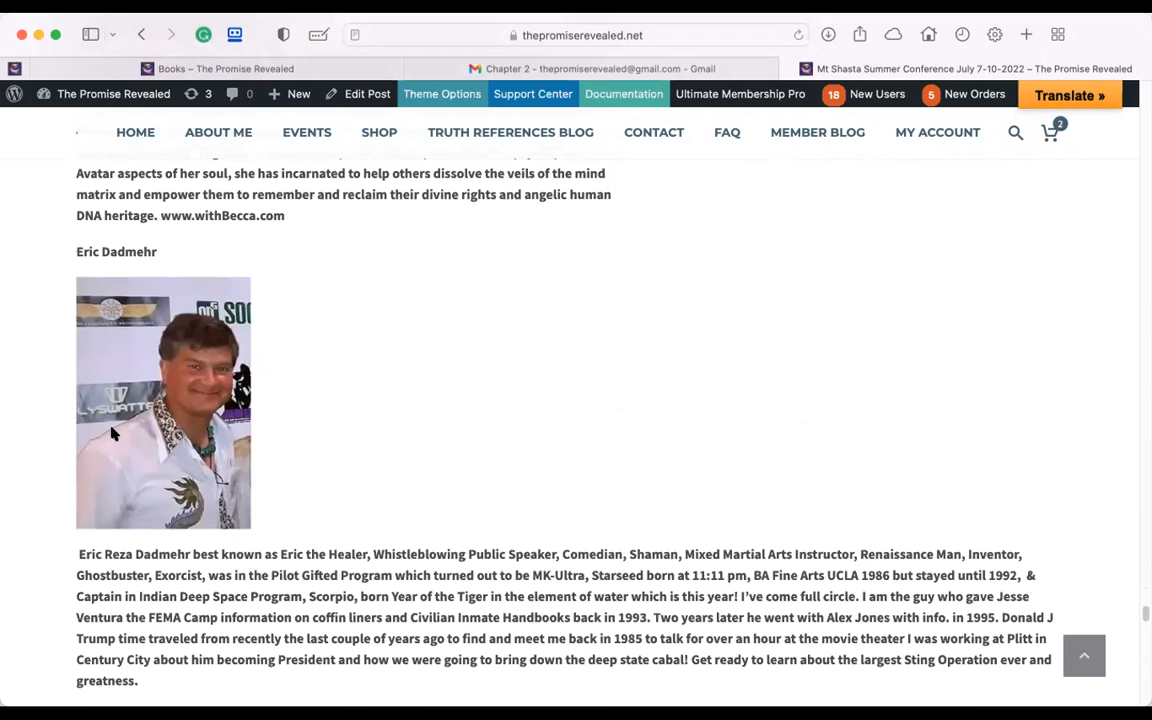 thepromiserevealed.net
Books – The Promise Revealed
Chapter 2 - thepromiserevealed@gmail.com - Gmail
Mt Shasta Summer Conference July 7-10-2022 – The Promise Revealed
The Promise Revealed 3 0 New Edit Post Theme Options Support Center Documentation Ultimate Membership Pro 18 New Users 5 New Orders Translate »
HOME ABOUT ME EVENTS SHOP TRUTH REFERENCES BLOG CONTACT FAQ MEMBER BLOG MY ACCOUNT 2
Avatar aspects of her soul, she has incarnated to help others dissolve the veils of the mind
matrix and empower them to remember and reclaim their divine rights and angelic human
DNA heritage. www.withBecca.com
Eric Dadmehr
Eric Reza Dadmehr best known as Eric the Healer, Whistleblowing Public Speaker, Comedian, Shaman, Mixed Martial Arts Instructor, Renaissance Man, Inventor,
Ghostbuster, Exorcist, was in the Pilot Gifted Program which turned out to be MK-Ultra, Starseed born at 11:11 pm, BA Fine Arts UCLA 1986 but stayed until 1992, &
Captain in Indian Deep Space Program, Scorpio, born Year of the Tiger in the element of water which is this year! I've come full circle. I am the guy who gave Jesse
Ventura the FEMA Camp information on coffin liners and Civilian Inmate Handbooks back in 1993. Two years later he went with Alex Jones with info. in 1995. Donald J
Trump time traveled from recently the last couple of years ago to find and meet me back in 1985 to talk for over an hour at the movie theater I was working at Plitt in
Century City about him becoming President and how we were going to bring down the deep state cabal! Get ready to learn about the largest Sting Operation ever and
greatness.